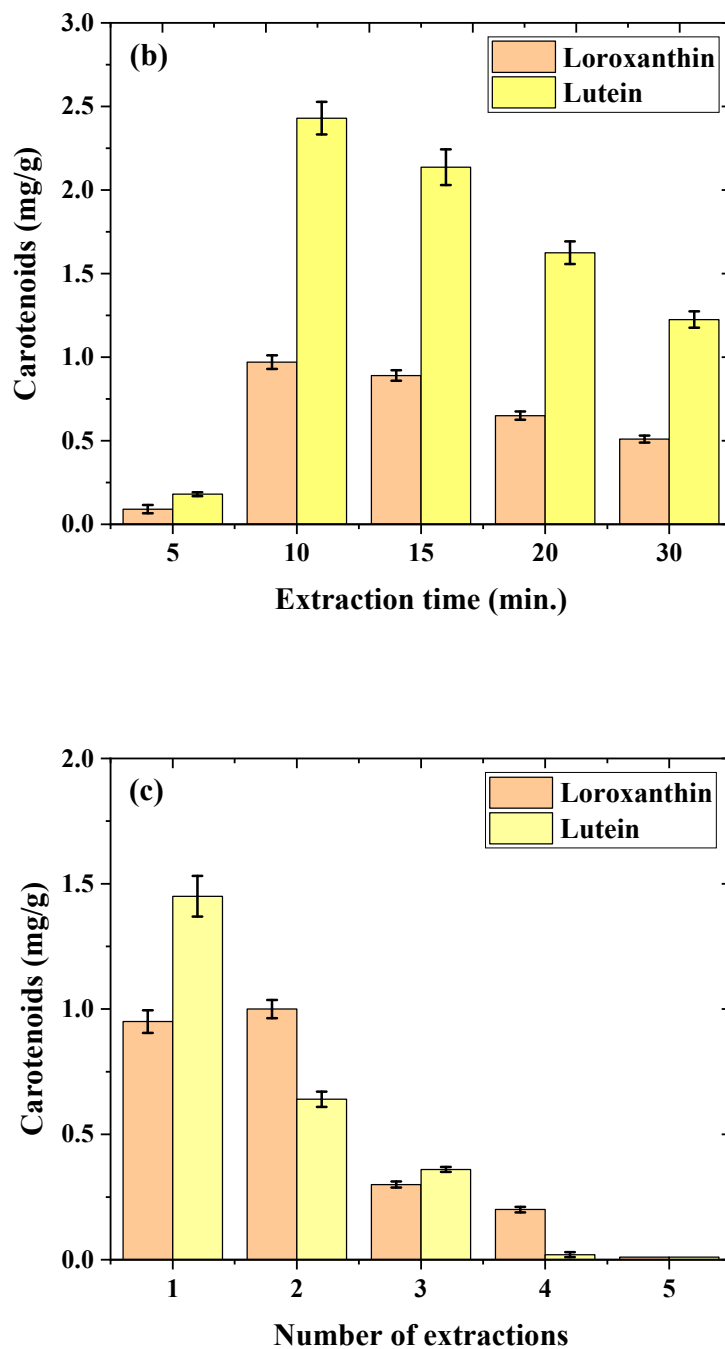 (b)
Loroxanthin
Lutein
3.0
2.5
2.0
1.5
1.0
0.5
0.0
Carotenoids (mg/g)
5 10 15 20 30
Extraction time (min.)
(c)
Loroxanthin
Lutein
2.0
1.5
1.0
0.5
0.0
Carotenoids (mg/g)
1 2 3 4 5
Number of extractions